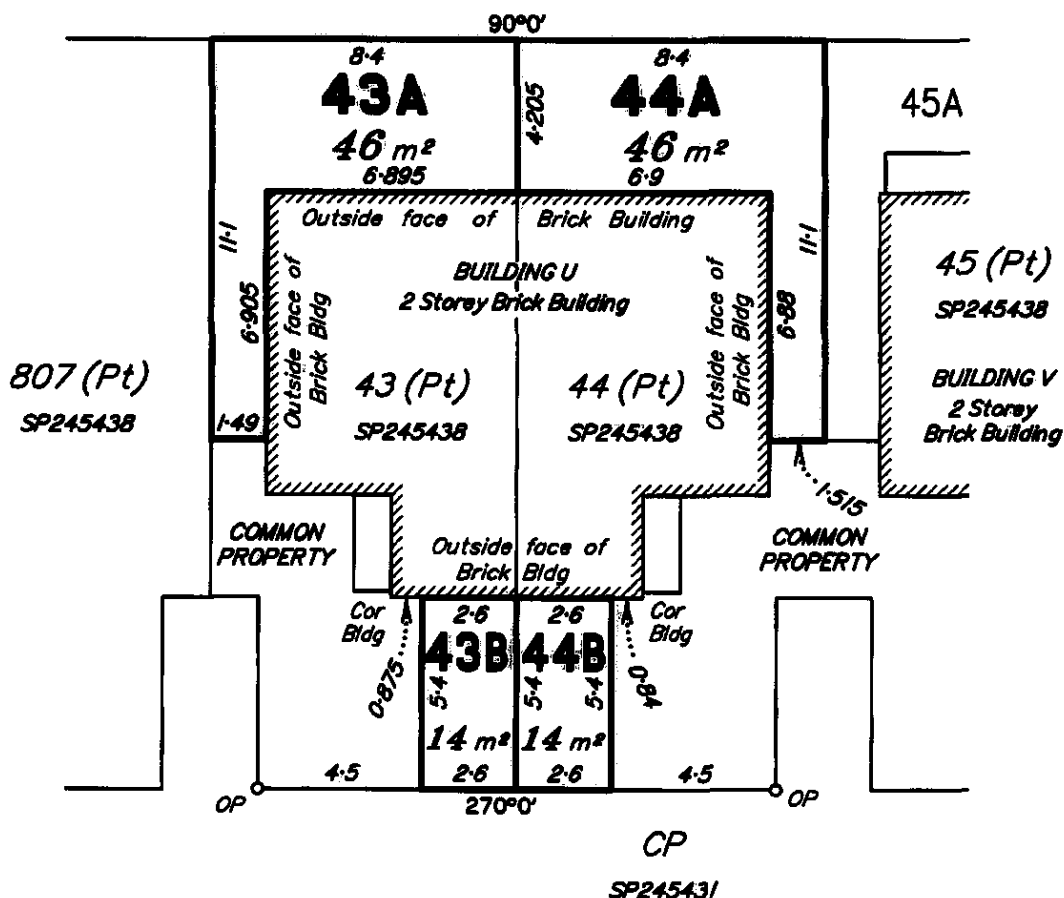 90°0'
8·4
8·4
43A
44A
45A
4·205
46 m²
46 m²
6·895
6·9
Outside face of Brick Building
11·1
11·1
BUILDING U
2 Storey Brick Building
Outside face of
Brick Bldg
Outside face of
Brick Bldg
6·905
6·88
45 (Pt)
SP245438
807 (Pt)
SP245438
43 (Pt)
SP245438
44 (Pt)
SP245438
BUILDING V
2 Storey
Brick Building
1·49
1·515
COMMON
PROPERTY
COMMON
PROPERTY
Outside face of
Brick Bldg
Cor
Bldg
Cor
Bldg
2·6
2·6
43B
44B
0·875
0·84
5·4
5·4
5·4
14 m²
14 m²
4·5
2·6
2·6
4·5
OP
270°0'
OP
CP
SP245431